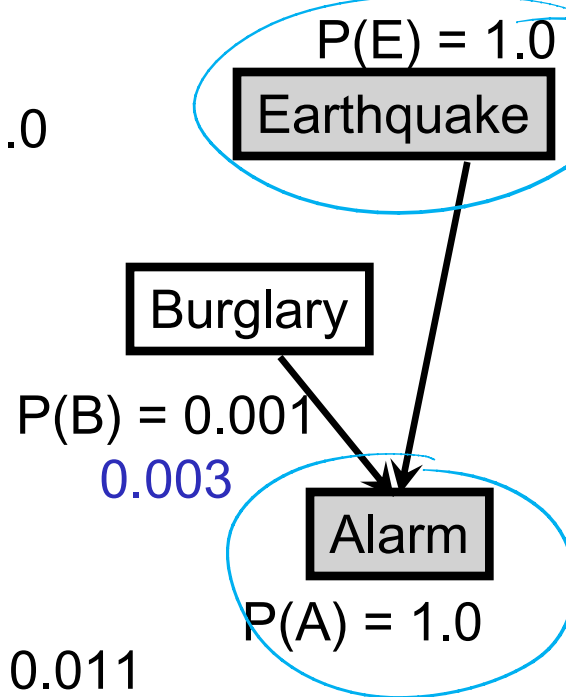 P(E) = 1.0
Earthquake
.0
Burglary
P(B) = 0.001
0.003
Alarm
P(A) = 1.0
0.011